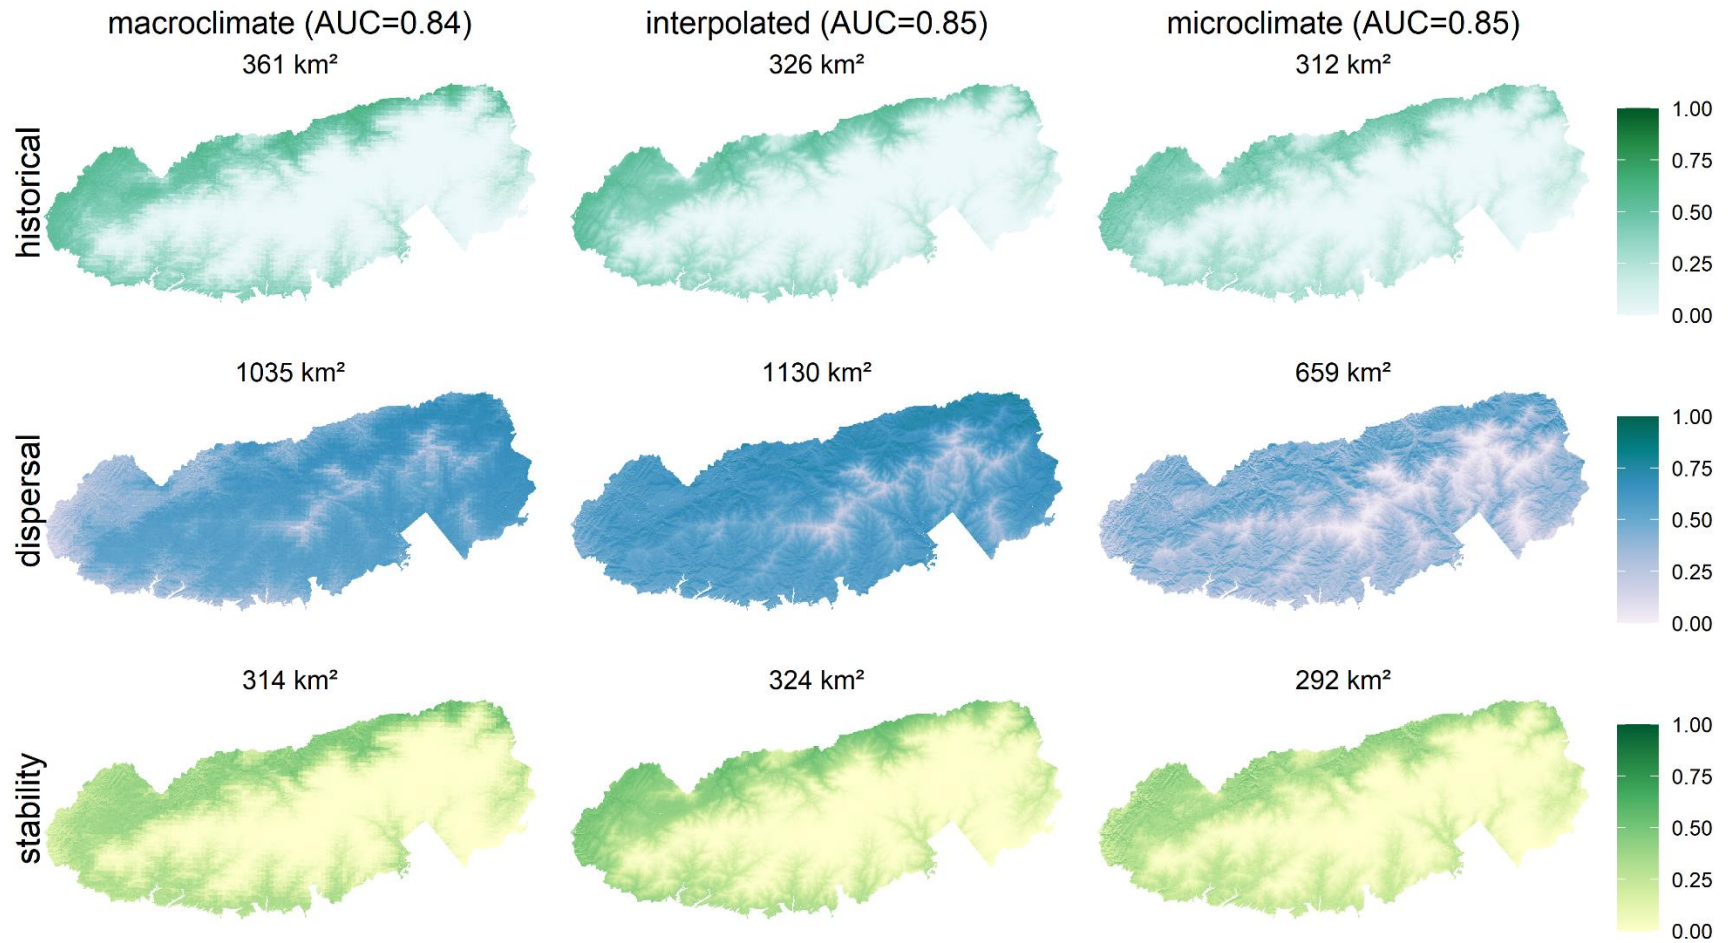 macroclimate (AUC=0.84)
interpolated (AUC=0.85)
microclimate (AUC=0.85)
361 km²
326 km²
312 km²
historical
1.00
0.75
0.50
0.25
0.00
1035 km²
1130 km²
659 km²
dispersal
1.00
0.75
0.50
0.25
0.00
314 km²
324 km²
292 km²
stability
1.00
0.75
0.50
0.25
0.00